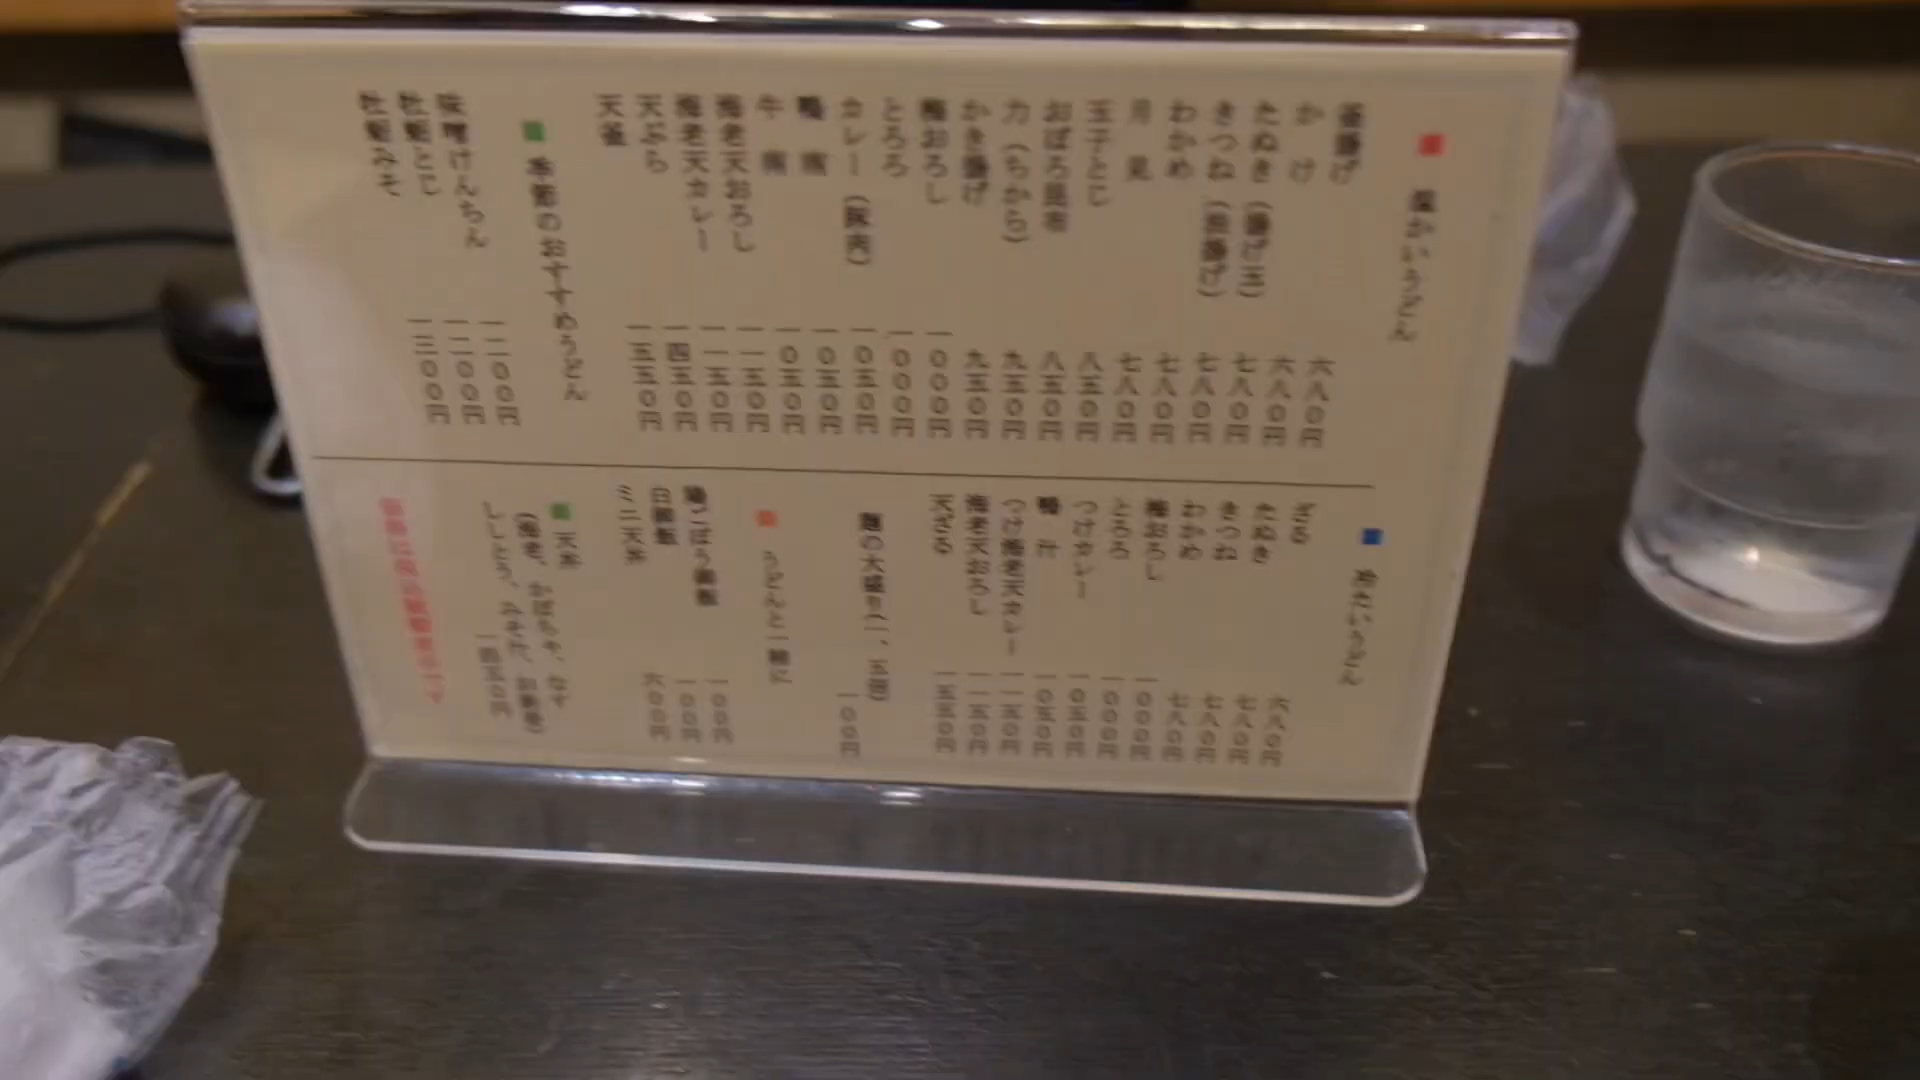 温かいうどん
釜揚げ 六八〇円
かけ 六八〇円
たぬき（揚げ玉） 七八〇円
きつね（油揚げ） 七八〇円
わかめ 七八〇円
月見 七八〇円
玉子とじ 八五〇円
おぼろ昆布 八五〇円
力（ちから） 九五〇円
かき揚げ 九五〇円
梅おろし 一〇〇〇円
とろろ 一〇〇〇円
カレー（豚肉） 一〇五〇円
鴨南 一〇五〇円
牛南 一〇五〇円
海老天おろし 一一五〇円
海老天カレー 一一五〇円
天ぷら 一四五〇円
天釜 一五五〇円
季節のおすすめうどん
味噌けんちん 一一〇〇円
牡蠣とじ 一二〇〇円
牡蠣みそ 一三〇〇円
冷たいうどん
ざる 六八〇円
たぬき 七八〇円
きつね 七八〇円
わかめ 七八〇円
梅おろし 一〇〇〇円
とろろ 一〇〇〇円
つけカレー 一〇五〇円
鴨汁 一〇五〇円
つけ海老天カレー 一一五〇円
海老天おろし 一一五〇円
天ざる 一五五〇円
麺の大盛り（一、五倍） 一〇〇円
うどんと一緒に
鶏ごぼう御飯 一〇〇円
白御飯 一〇〇円
ミニ天丼 六〇〇円
天丼
（海老、かぼちゃ、なす
ししとう、みそ汁、お新香）
一四五〇円